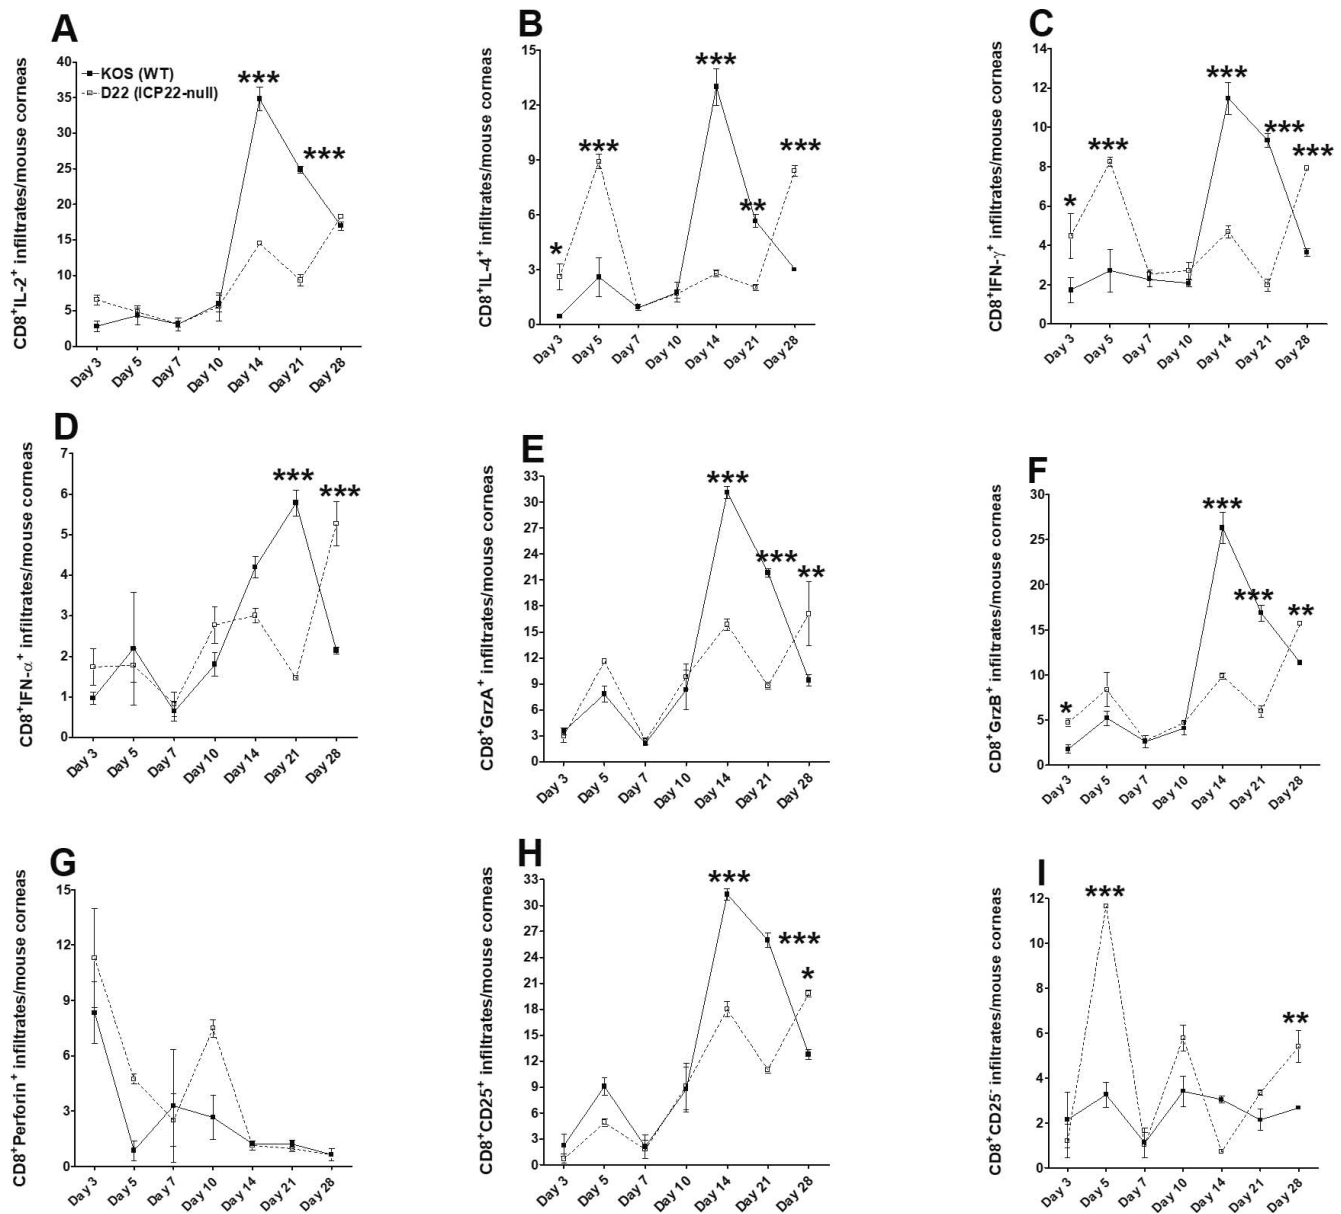 A
CD8+IL-2+ infiltrates/mouse corneas
40
35
30
25
20
15
10
5
0
KOS (WT)
D22 (ICP22-null)
***
***
Day 3
Day 5
Day 7
Day 10
Day 14
Day 21
Day 28
B
CD8+IL-4+ infiltrates/mouse corneas
15
12
9
6
3
0
*
***
***
**
***
Day 3
Day 5
Day 7
Day 10
Day 14
Day 21
Day 28
C
CD8+IFN-γ+ infiltrates/mouse corneas
14
12
10
8
6
4
2
0
*
***
***
***
***
Day 3
Day 5
Day 7
Day 10
Day 14
Day 21
Day 28
D
CD8+IFN-α+ infiltrates/mouse corneas
7
6
5
4
3
2
1
0
***
***
Day 3
Day 5
Day 7
Day 10
Day 14
Day 21
Day 28
E
CD8+GrzA+ infiltrates/mouse corneas
33
30
27
24
21
18
15
12
9
6
3
0
***
***
**
Day 3
Day 5
Day 7
Day 10
Day 14
Day 21
Day 28
F
CD8+GrzB+ infiltrates/mouse corneas
30
25
20
15
10
5
0
*
***
***
**
Day 3
Day 5
Day 7
Day 10
Day 14
Day 21
Day 28
G
CD8+Perforin+ infiltrates/mouse corneas
15
12
9
6
3
0
Day 3
Day 5
Day 7
Day 10
Day 14
Day 21
Day 28
H
CD8+CD25+ infiltrates/mouse corneas
33
30
27
24
21
18
15
12
9
6
3
0
***
***
*
Day 3
Day 5
Day 7
Day 10
Day 14
Day 21
Day 28
I
CD8+CD25- infiltrates/mouse corneas
12
10
8
6
4
2
0
***
**
Day 3
Day 5
Day 7
Day 10
Day 14
Day 21
Day 28